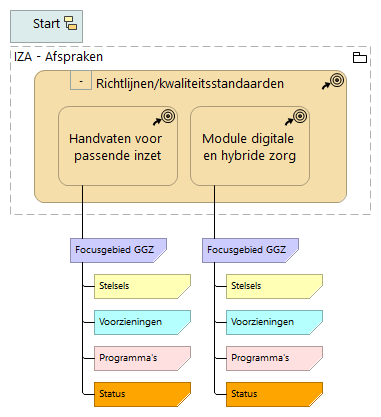 Start
IZA - Afspraken
- Richtlijnen/kwaliteitsstandaarden
Handvaten voor
passende inzet
Module digitale
en hybride zorg
Focusgebied GGZ
Focusgebied GGZ
Stelsels
Stelsels
Voorzieningen
Voorzieningen
Programma's
Programma's
Status
Status